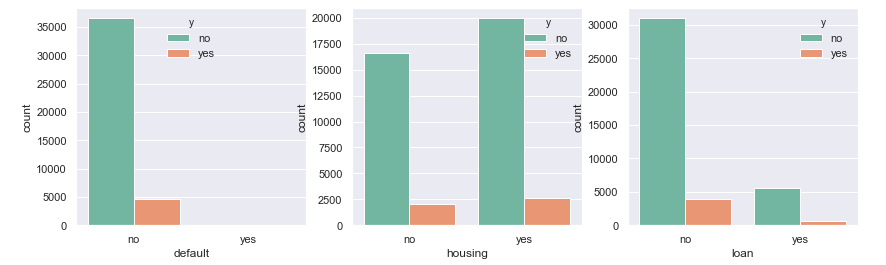 count
35000
30000
25000
20000
15000
10000
5000
0
y
no
yes
no yes
default
count
20000
17500
15000
12500
10000
7500
5000
2500
0
y
no
yes
no yes
housing
count
30000
25000
20000
15000
10000
5000
0
y
no
yes
no yes
loan